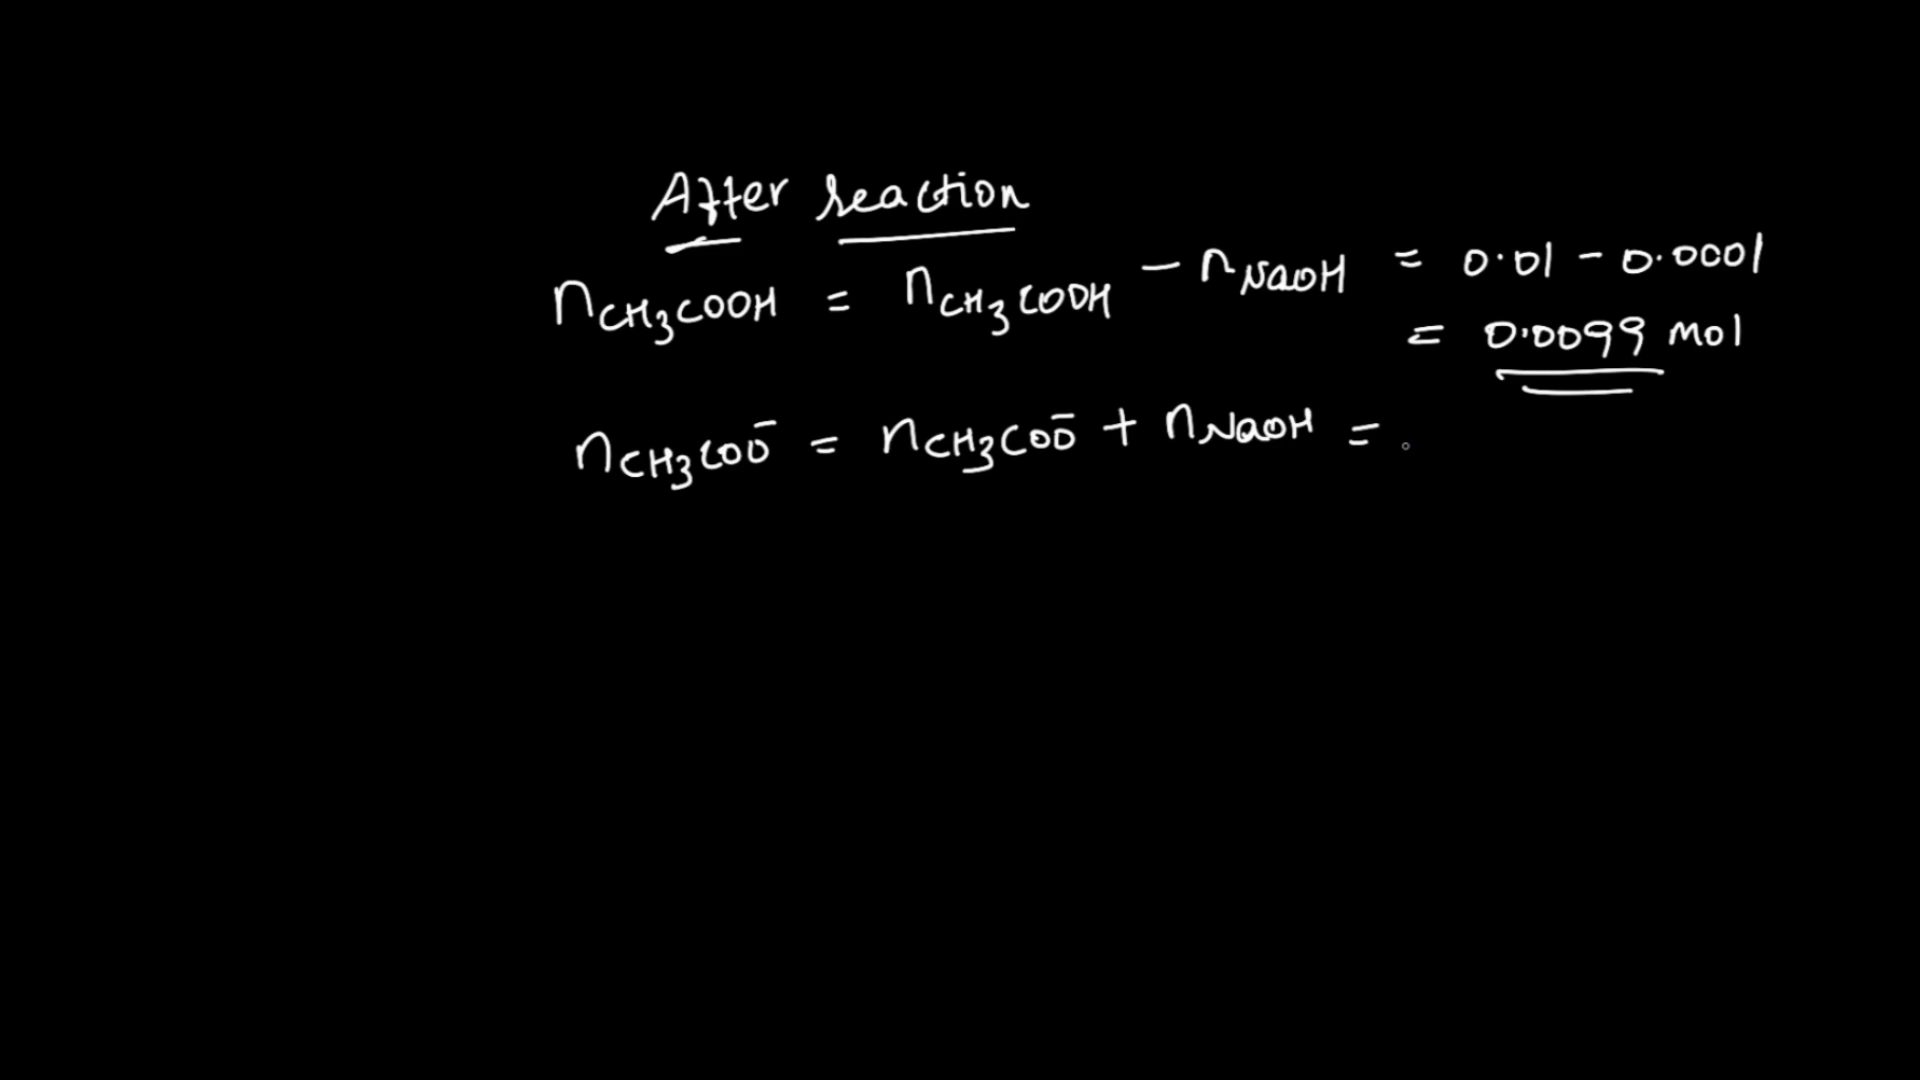 After reaction
nCH3COOH = nCH3COOH - nNaOH = 0.01 - 0.0001
= 0.0099 mol
nCH3COO⁻ = nCH3COO⁻ + nNaOH =